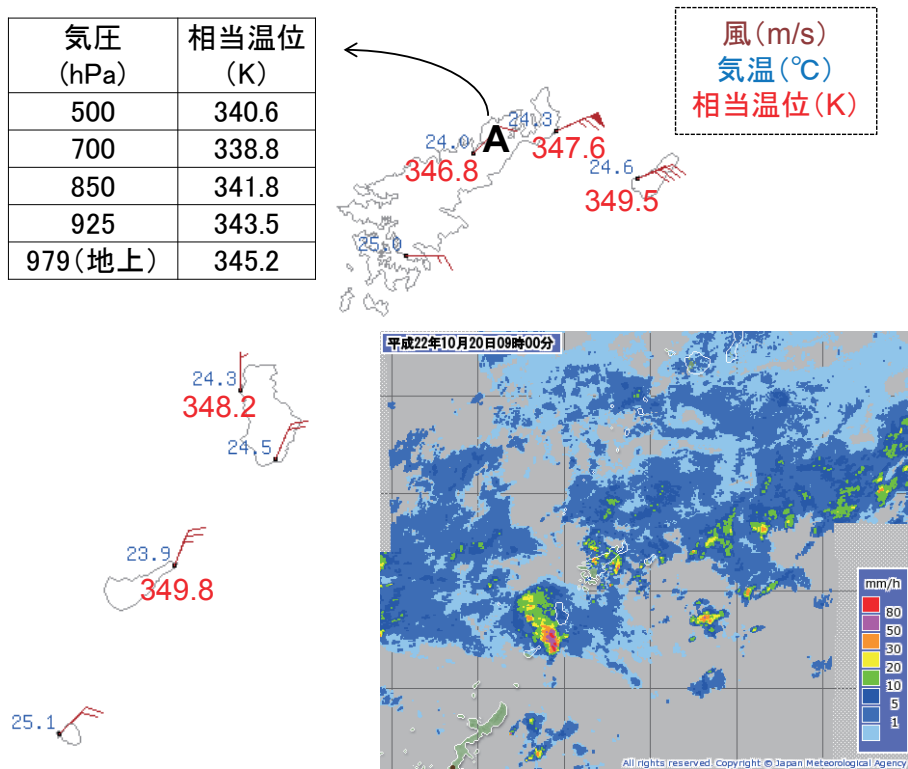 気圧 相当温位
(hPa) (K)
500 340.6
700 338.8
850 341.8
925 343.5
979(地上) 345.2
風(m/s)
気温(℃)
相当温位(K)
24.3
A
24.0
347.6
346.8
24.6
349.5
25.0
24.3
348.2
24.5
23.9
349.8
25.1
平成22年10月20日09時00分
mm/h
80
50
30
20
10
5
1
All rights reserved. Copyright © Japan Meteorological Agency